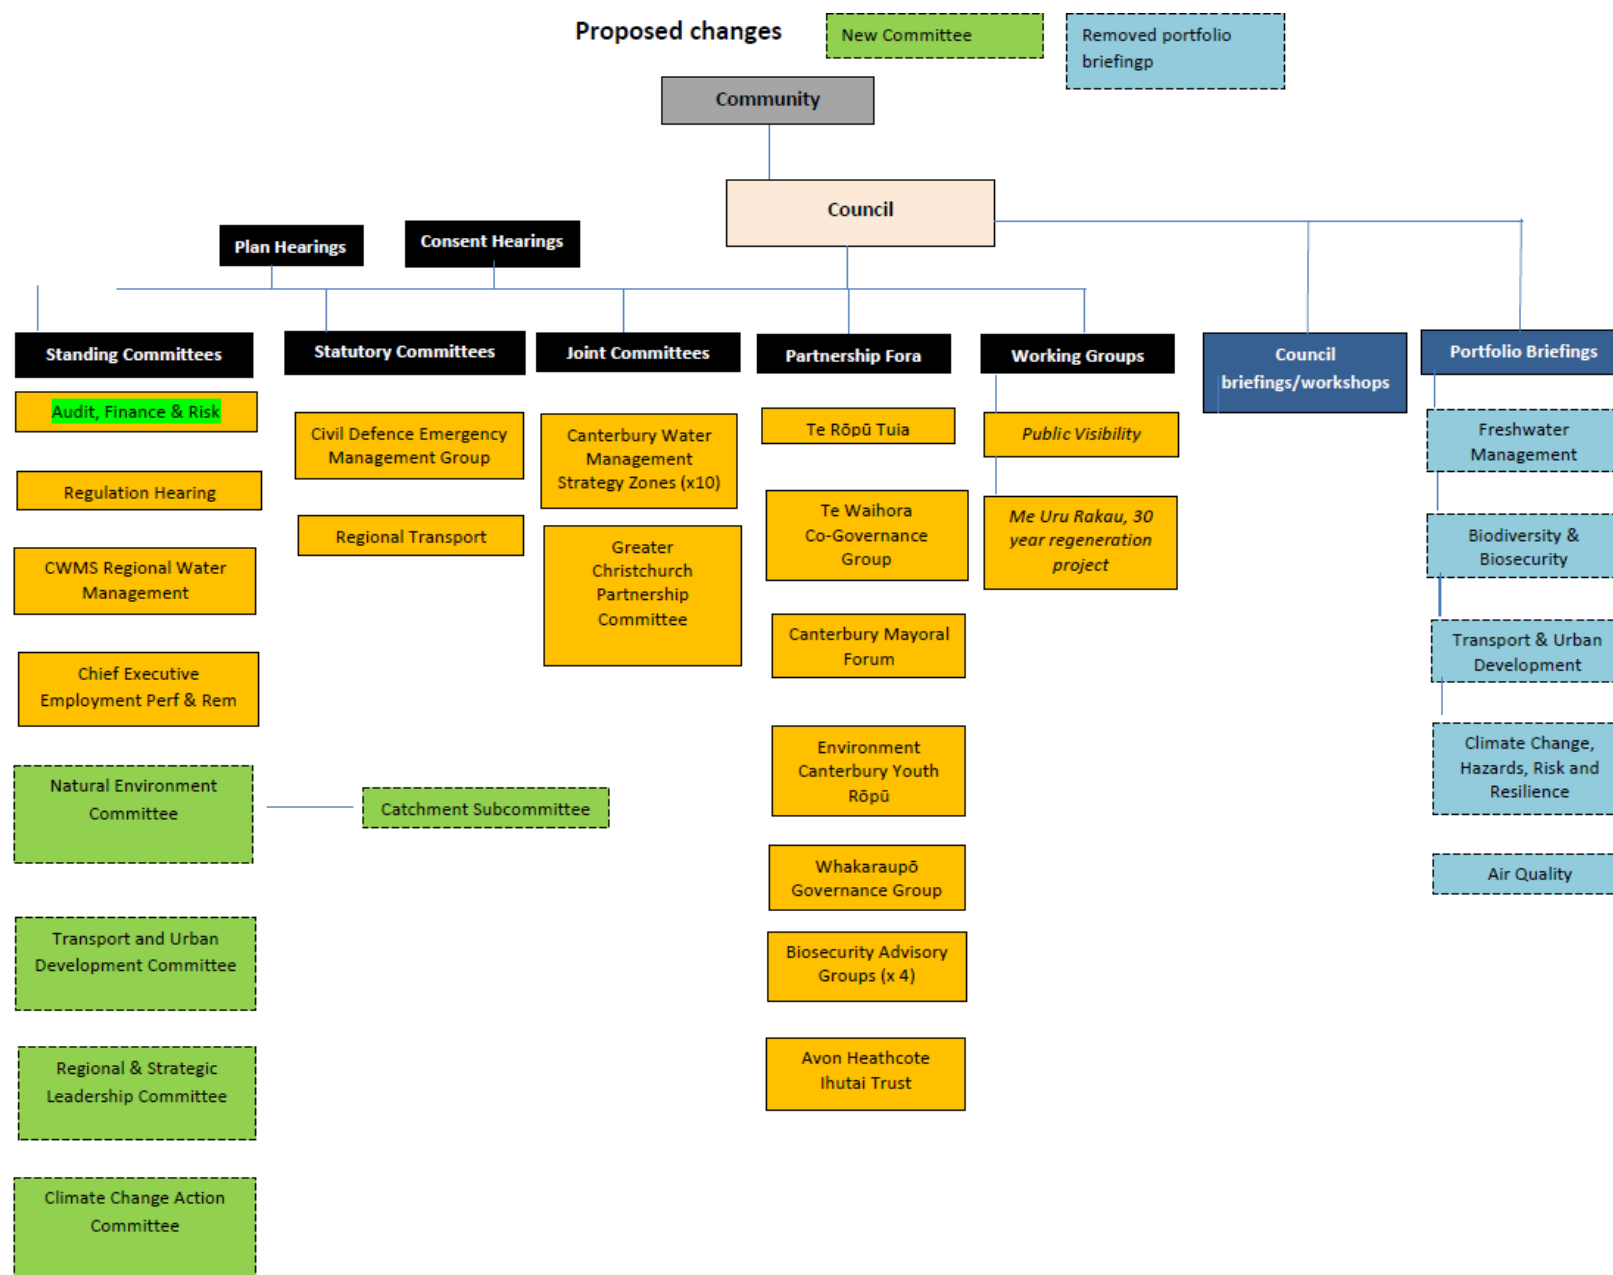 Proposed changes
New Committee
Removed portfolio
briefingp
Community
Council
Plan Hearings
Consent Hearings
Standing Committees
Audit, Finance & Risk
Regulation Hearing
CWMS Regional Water
Management
Chief Executive
Employment Perf & Rem
Natural Environment
Committee
Catchment Subcommittee
Transport and Urban
Development Committee
Regional & Strategic
Leadership Committee
Climate Change Action
Committee
Statutory Committees
Civil Defence Emergency
Management Group
Regional Transport
Joint Committees
Canterbury Water
Management
Strategy Zones (x10)
Greater
Christchurch
Partnership
Committee
Partnership Fora
Te Rōpū Tuia
Te Waihora
Co-Governance
Group
Canterbury Mayoral
Forum
Environment
Canterbury Youth
Rōpū
Whakaraupō
Governance Group
Biosecurity Advisory
Groups (x 4)
Avon Heathcote
Ihutai Trust
Working Groups
Public Visibility
Me Uru Rakau, 30
year regeneration
project
Council
briefings/workshops
Portfolio Briefings
Freshwater
Management
Biodiversity &
Biosecurity
Transport & Urban
Development
Climate Change,
Hazards, Risk and
Resilience
Air Quality